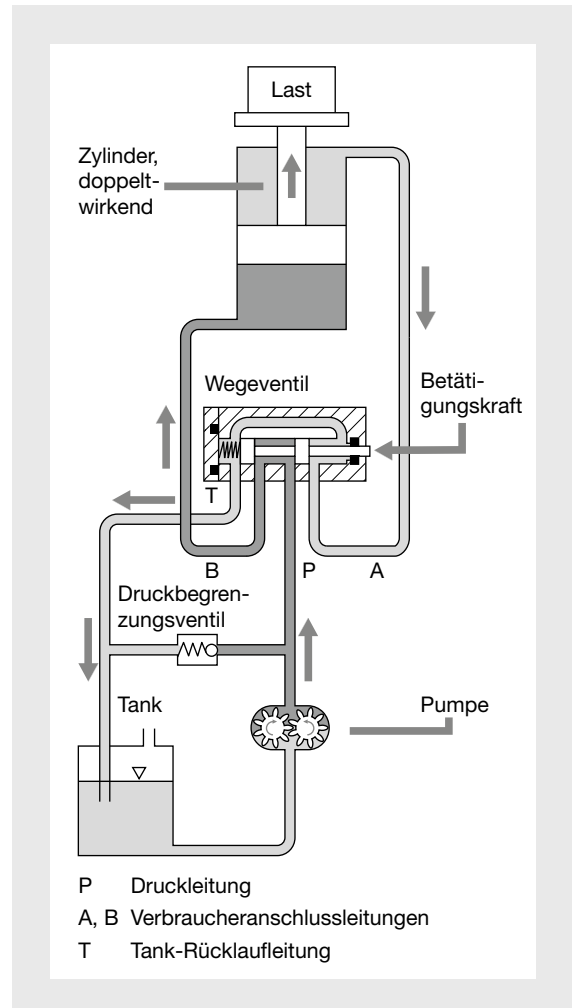 Last
Zylinder,
doppelt-
wirkend
Wegeventil
Betäti-
gungskraft
T
B
P
A
Druckbegren-
zungsventil
Tank
Pumpe
P Druckleitung
A, B Verbraucheranschlussleitungen
T Tank-Rücklaufleitung